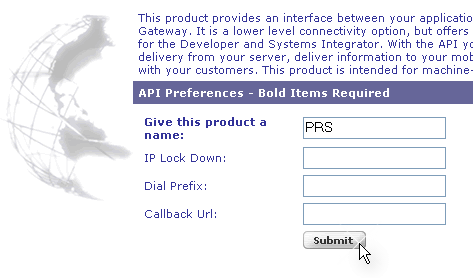 This product provides an interface between your
Gateway. It is a lower level connectivity option, but offers
for the Developer and Systems Integrator. With the API
delivery from your server, deliver information to your
with your customers. This product is intended for
API Preferences - Bold Items Required
Give this product a
name:
PRS
IP Lock Down:
Dial Prefix:
Callback Url:
Submit